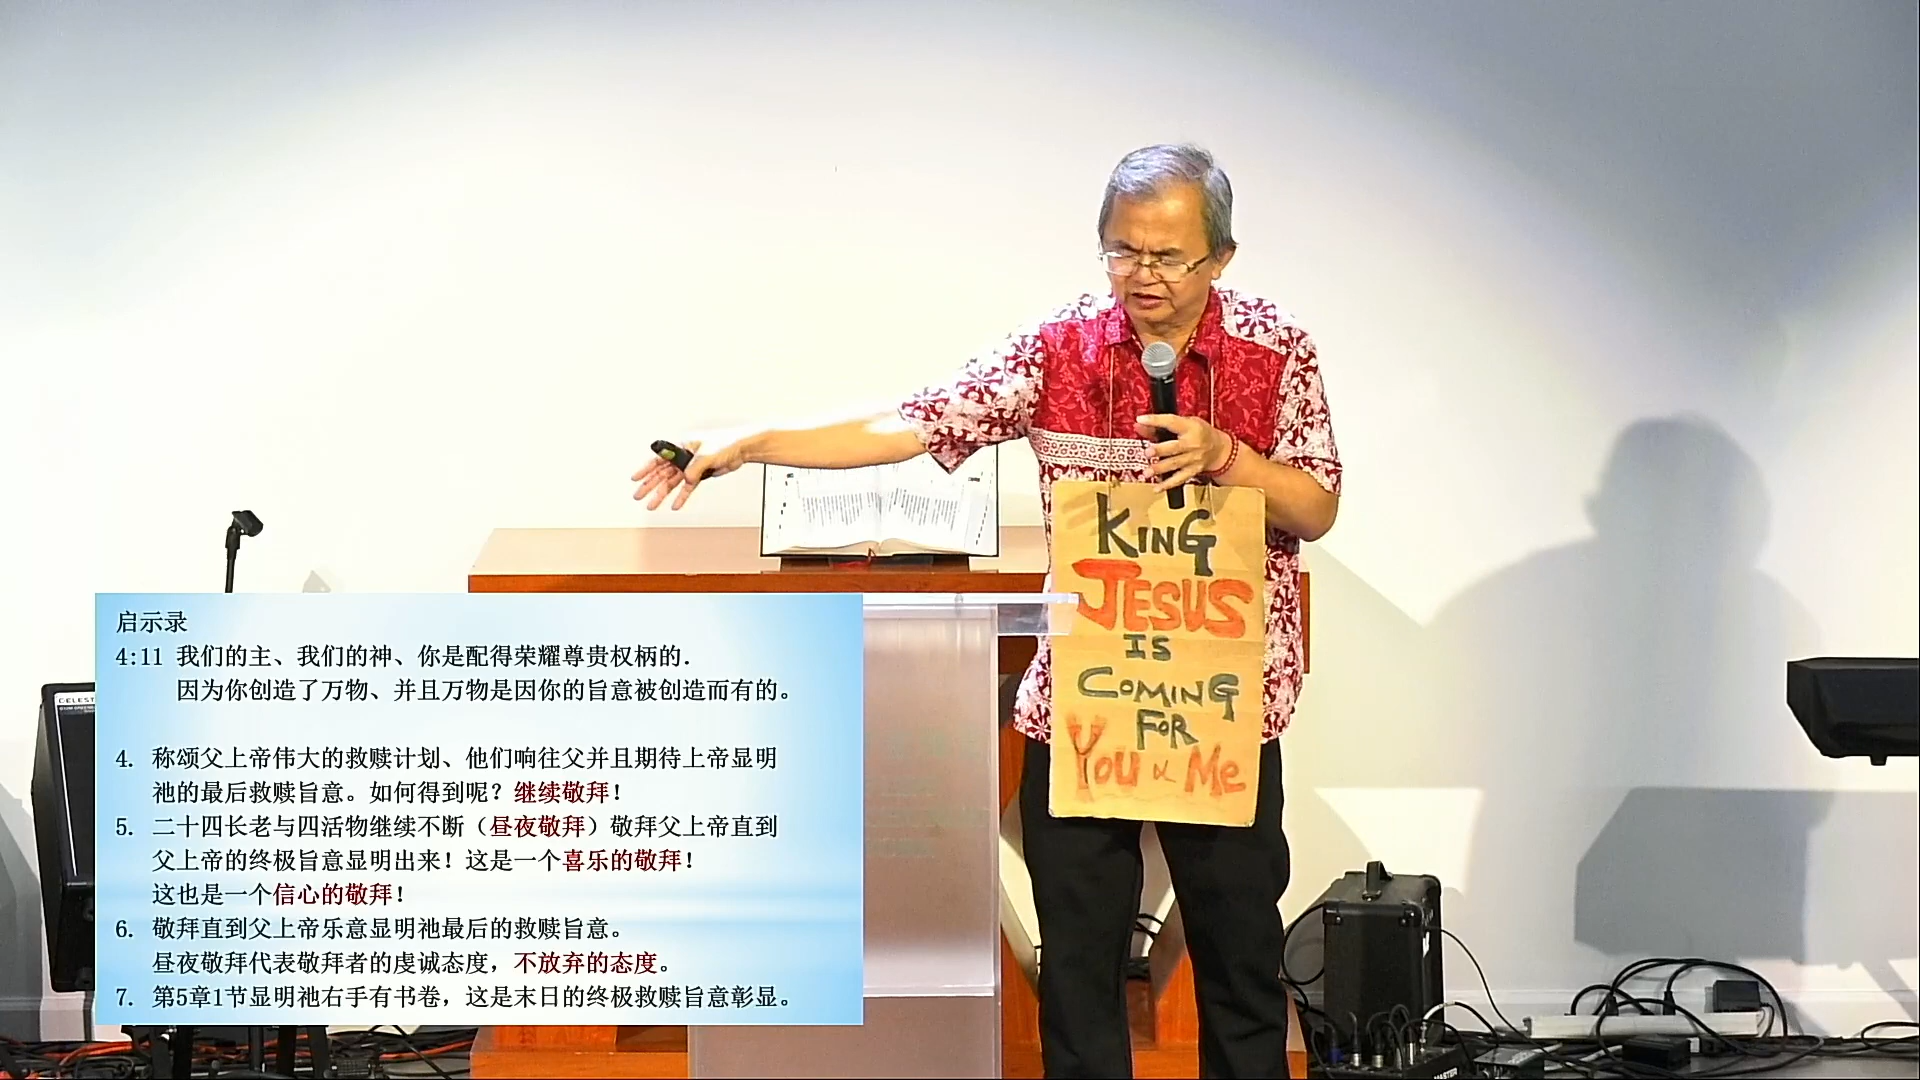 启示录
4:11 我们的主、我们的神、你是配得荣耀尊贵权柄的.
因为你创造了万物、并且万物是因你的旨意被创造而有的。
4. 称颂父上帝伟大的救赎计划、他们响往父并且期待上帝显明
祂的最后救赎旨意。如何得到呢? 继续敬拜!
5. 二十四长老与四活物继续不断（昼夜敬拜）敬拜父上帝直到
父上帝的终极旨意显明出来! 这是一个喜乐的敬拜!
这也是一个信心的敬拜!
6. 敬拜直到父上帝乐意显明祂最后的救赎旨意。
昼夜敬拜代表敬拜者的虔诚态度，不放弃的态度。
7. 第5章1节显明祂右手有书卷，这是末日的终极救赎旨意彰显。
KING
JESUS
IS
COMING
FOR
You & Me